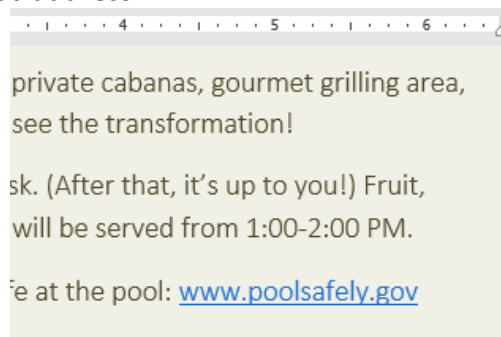 4 5 6
private cabanas, gourmet grilling area,
see the transformation!
sk. (After that, it's up to you!) Fruit,
will be served from 1:00-2:00 PM.
fe at the pool: www.poolsafely.gov